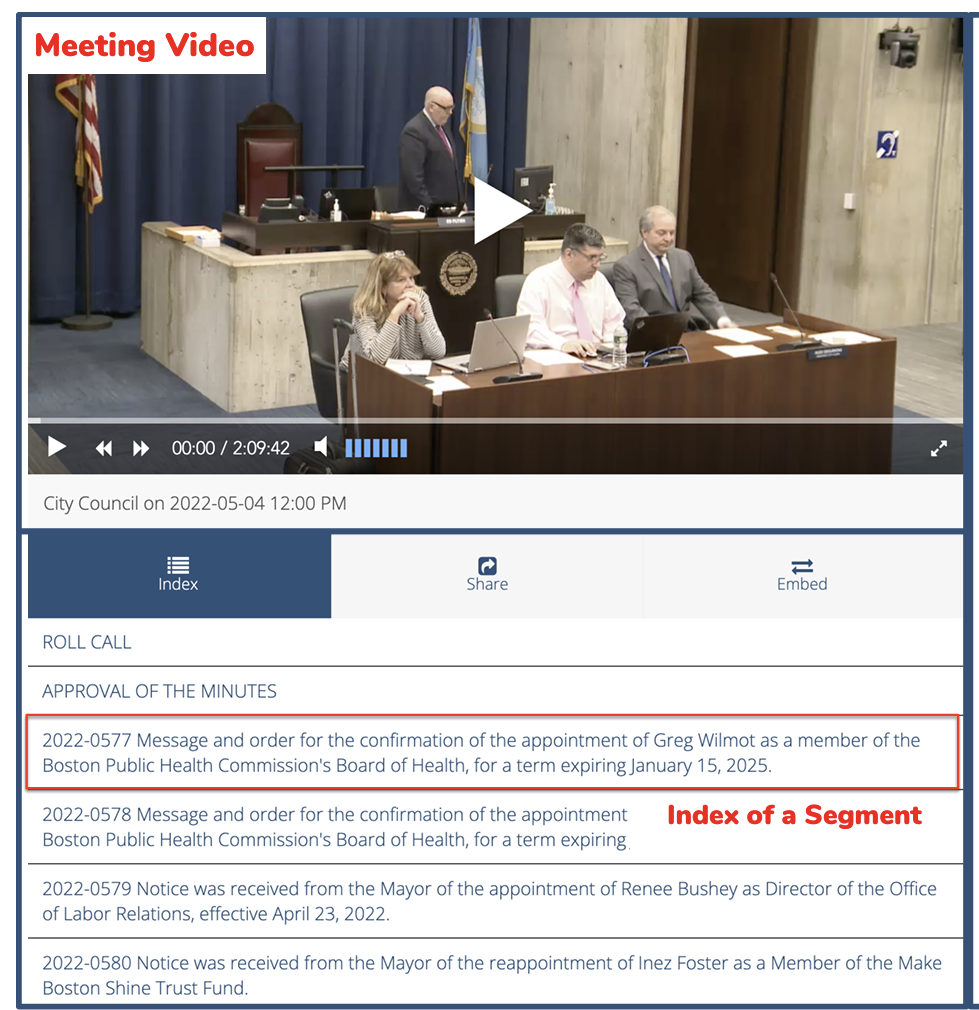 Meeting Video
00:00 / 2:09:42
City Council on 2022-05-04 12:00 PM
Index
Share
Embed
ROLL CALL
APPROVAL OF THE MINUTES
2022-0577 Message and order for the confirmation of the appointment of Greg Wilmot as a member of the
Boston Public Health Commission's Board of Health, for a term expiring January 15, 2025.
2022-0578 Message and order for the confirmation of the appointment
Boston Public Health Commission's Board of Health, for a term expiring
Index of a Segment
2022-0579 Notice was received from the Mayor of the appointment of Renee Bushey as Director of the Office
of Labor Relations, effective April 23, 2022.
2022-0580 Notice was received from the Mayor of the reappointment of Inez Foster as a Member of the Make
Boston Shine Trust Fund.